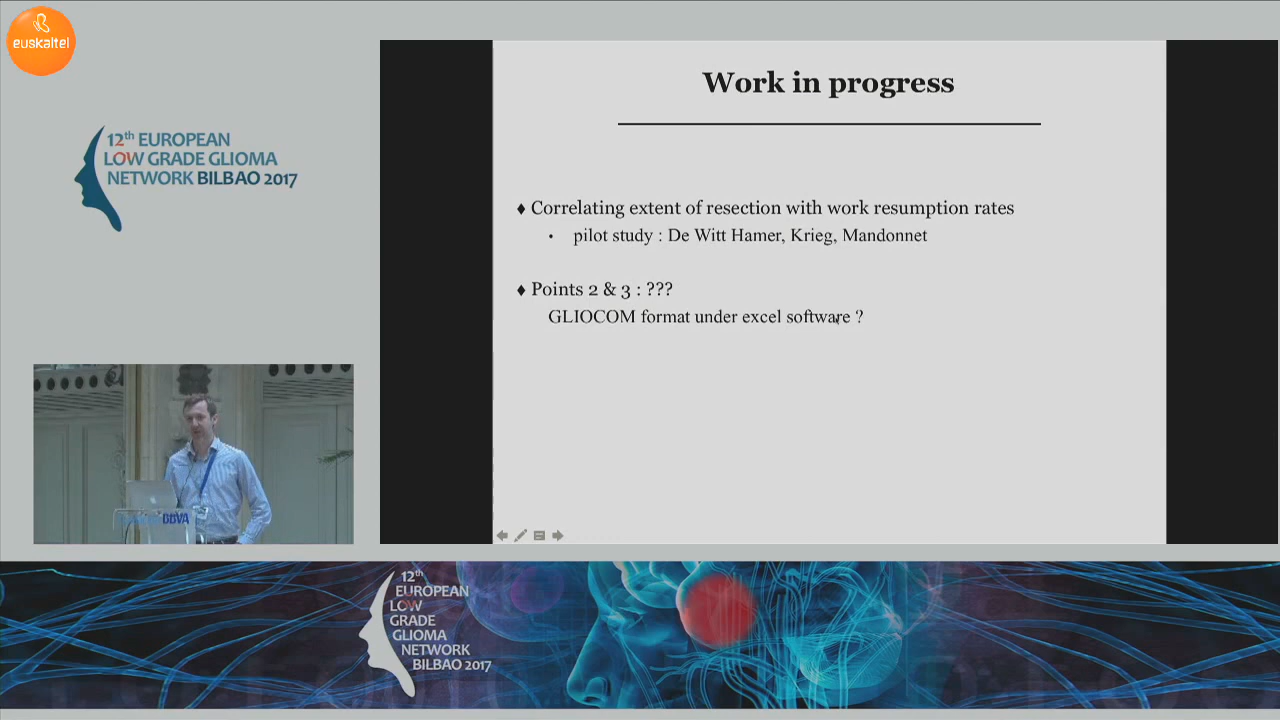 euskaltel
12th EUROPEAN
LOW GRADE GLIOMA
NETWORK BILBAO 2017
Work in progress
♦ Correlating extent of resection with work resumption rates
• pilot study : De Witt Hamer, Krieg, Mandonnet
♦ Points 2 & 3 : ???
GLIOCOM format under excel software ?
BBVA
12th
EUROPEAN
LOW
GRADE
GLIOMA
NETWORK
BILBAO 2017